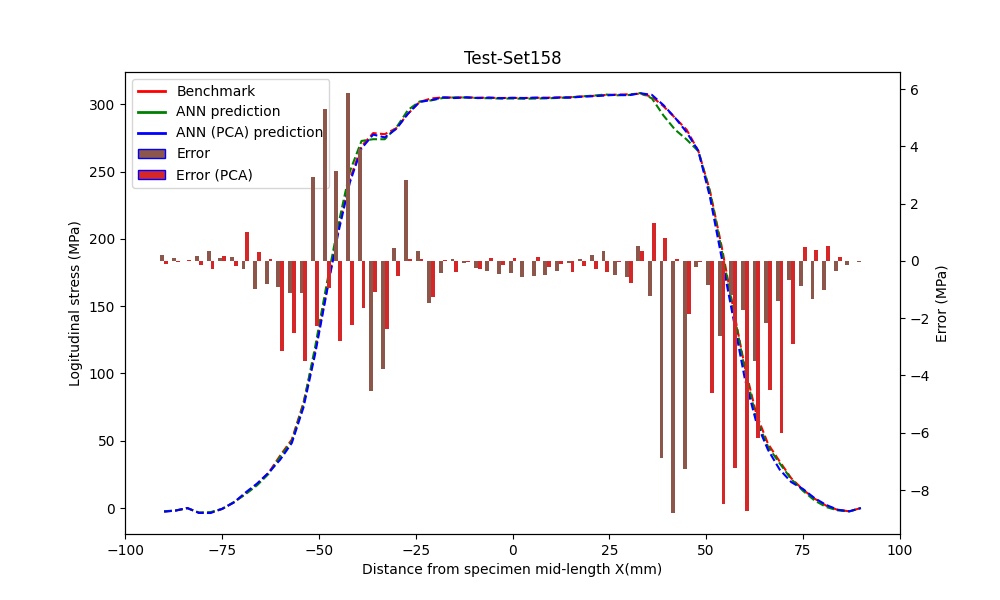 Test-Set158
Benchmark
ANN prediction
ANN (PCA) prediction
Error
Error (PCA)
300
250
200
150
100
50
0
Logitudinal stress (MPa)
6
4
2
0
−2
−4
−6
−8
Error (MPa)
−100 −75 −50 −25 0 25 50 75 100
Distance from specimen mid-length X(mm)